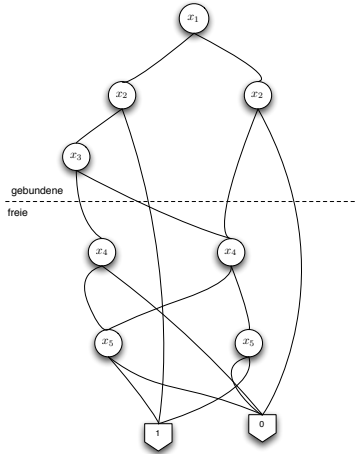 x₁
x₂ x₂
x₃
gebundene
freie
x₄ x₄
x₅ x₅
1 0